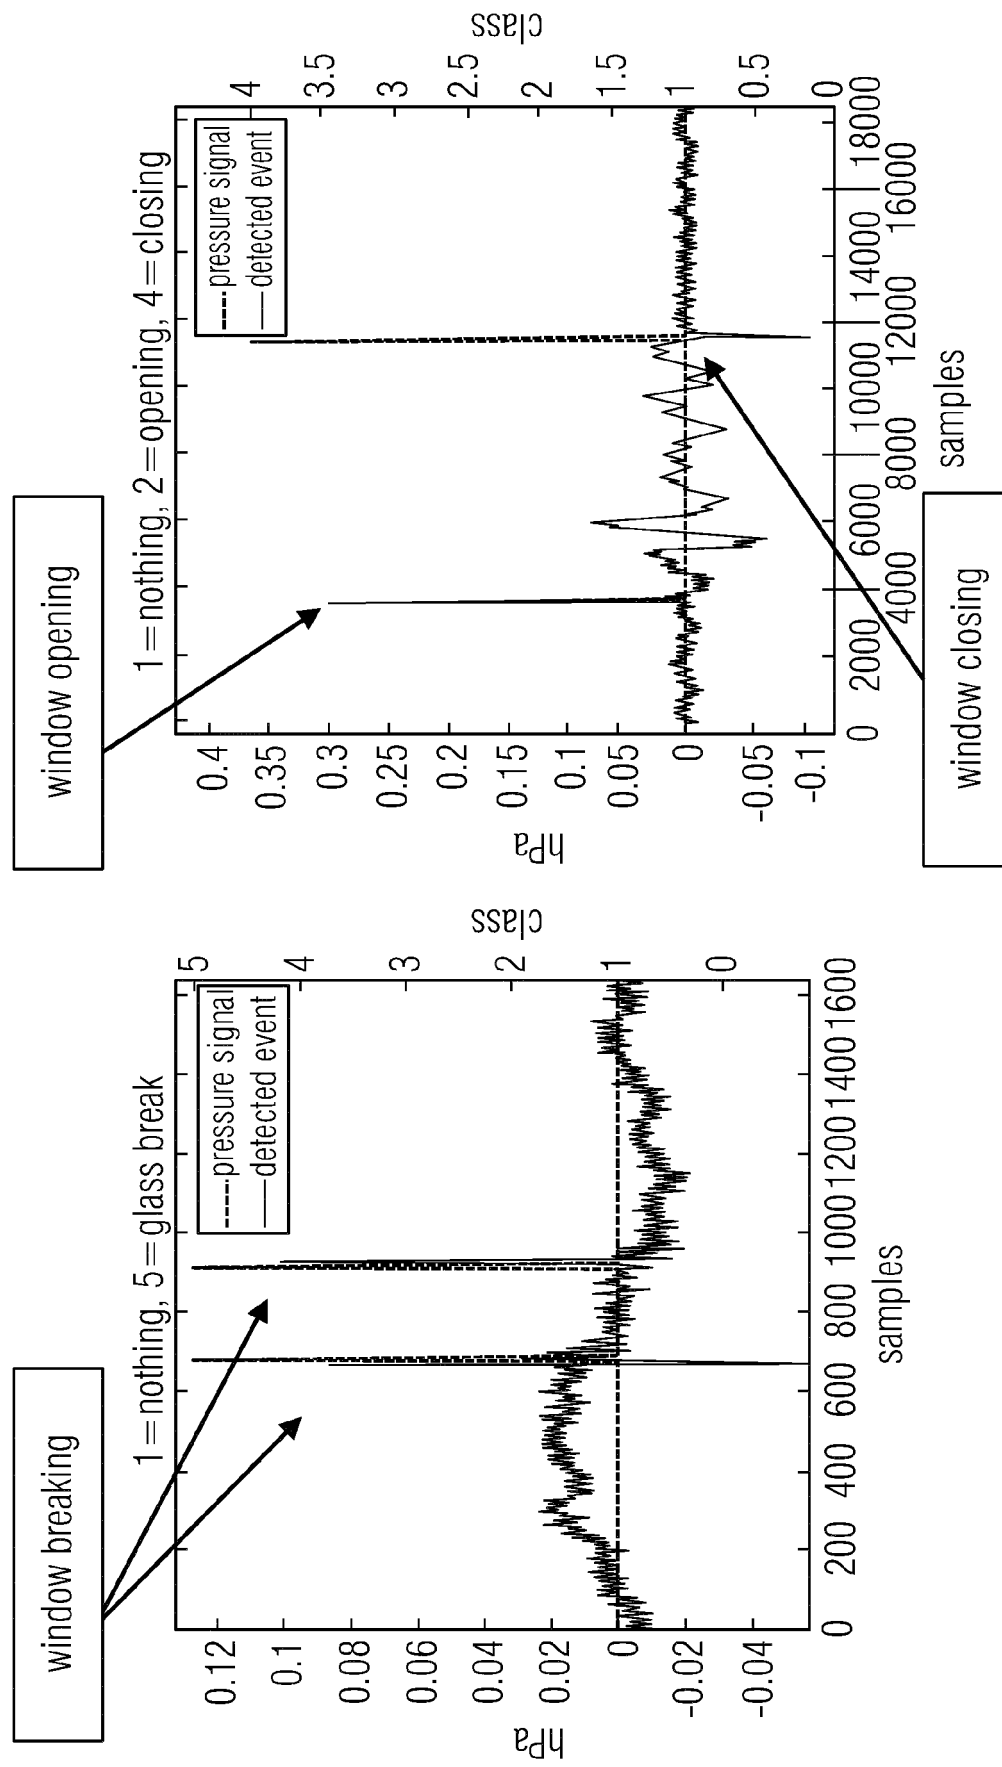 window breaking
1=nothing, 5=glass break
pressure signal
detected event
hPa
0.12
0.1
0.08
0.06
0.04
0.02
0
-0.02
-0.04
5
4
3
2
1
0
class
0 200 400 600 800 1000 1200 1400 1600
samples
window opening
1=nothing, 2=opening, 4=closing
pressure signal
detected event
hPa
0.4
0.35
0.3
0.25
0.2
0.15
0.1
0.05
0
-0.05
-0.1
4
3.5
3
2.5
2
1.5
1
0.5
0
class
0 2000 4000 6000 8000 10000 12000 14000 16000 18000
samples
window closing